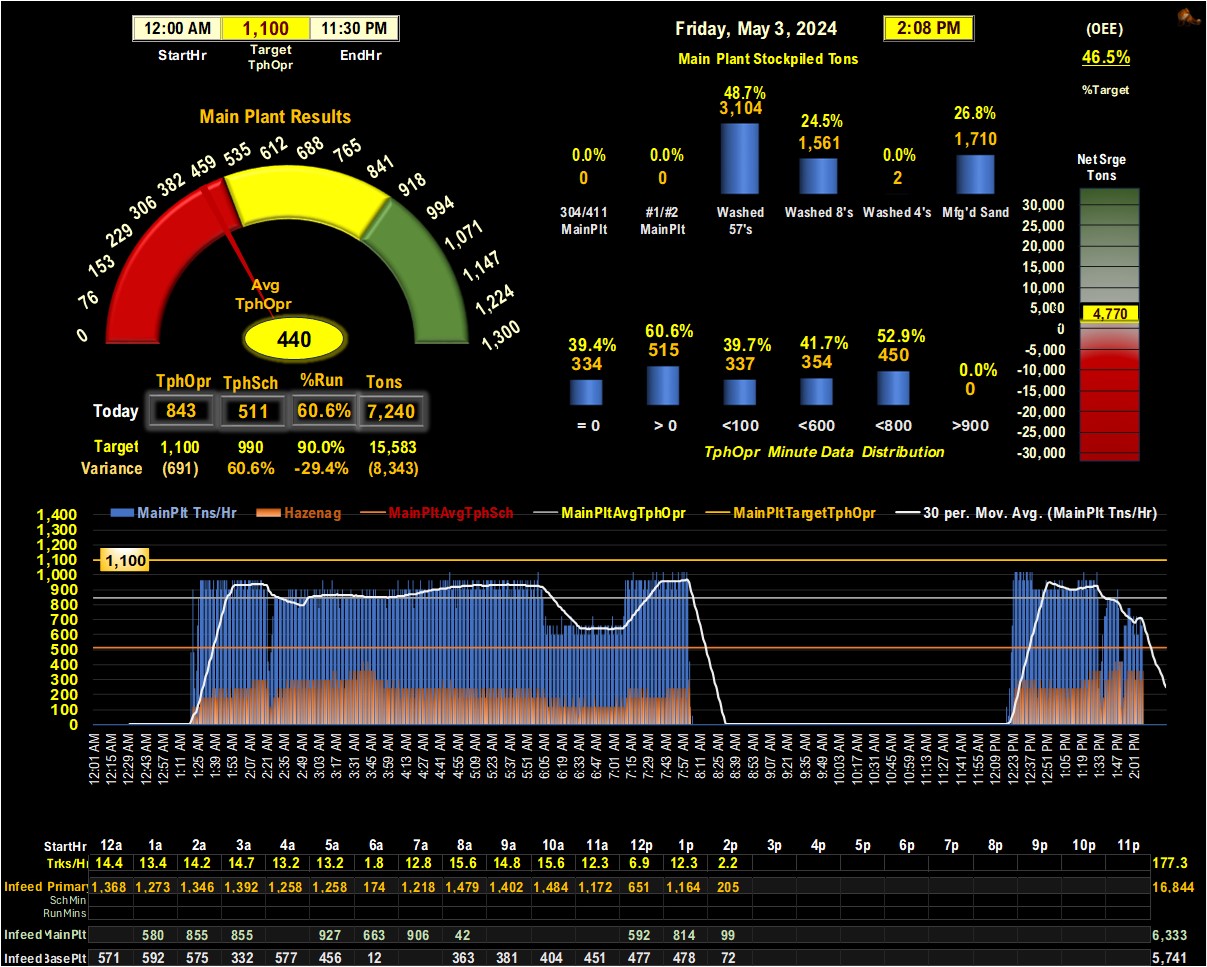 12:00 AM 1,100 11:30 PM
StartHr Target TphOpr EndHr
Friday, May 3, 2024 2:08 PM
(OEE)
46.5%
%Target
Main Plant Stockpiled Tons
48.7% 24.5% 0.0% 26.8%
0.0% 0.0%
0 0 3,104 1,561 2 1,710
304/411 MainPlt #1/#2 MainPlt Washed 57's Washed 8's Washed 4's Mfg'd Sand
Main Plant Results
0 76 153 229 306 382 459 535 612 688 765 841 918 994 1,071 1,147 1,224 1,300
Avg
TphOpr
440
NetSrge
Tons
30,000
25,000
20,000
15,000
10,000
5,000
4,770
0
-5,000
-10,000
-15,000
-20,000
-25,000
-30,000
39.4% 60.6% 39.7% 41.7% 52.9% 0.0%
334 515 337 354 450 0
= 0 > 0 <100 <600 <800 >900
TphOpr Minute Data Distribution
TphOpr TphSch %Run Tons
Today 843 511 60.6% 7,240
Target 1,100 990 90.0% 15,583
Variance (691) 60.6% -29.4% (8,343)
MainPlt Tns/Hr Hazenag MainPltAvgTphSch MainPltAvgTphOpr MainPltTargetTphOpr 30 per. Mov. Avg. (MainPlt Tns/Hr)
1,400
1,300
1,200
1,100 1,100
1,000
900
800
700
600
500
400
300
200
100
0
12:01 AM 12:15 AM 12:29 AM 12:43 AM 12:57 AM 1:11 AM 1:25 AM 1:39 AM 1:53 AM 2:07 AM 2:21 AM 2:35 AM 2:49 AM 3:03 AM 3:17 AM 3:31 AM 3:45 AM 3:59 AM 4:13 AM 4:27 AM 4:41 AM 4:55 AM 5:09 AM 5:23 AM 5:37 AM 5:51 AM 6:05 AM 6:19 AM 6:33 AM 6:47 AM 7:01 AM 7:15 AM 7:29 AM 7:43 AM 7:57 AM 8:11 AM 8:25 AM 8:39 AM 8:53 AM 9:07 AM 9:21 AM 9:35 AM 9:49 AM 10:03 AM 10:17 AM 10:31 AM 10:45 AM 10:59 AM 11:13 AM 11:27 AM 11:41 AM 11:55 AM 12:09 PM 12:23 PM 12:37 PM 12:51 PM 1:05 PM 1:19 PM 1:33 PM 1:47 PM 2:01 PM
StartHr 12a 1a 2a 3a 4a 5a 6a 7a 8a 9a 10a 11a 12p 1p 2p 3p 4p 5p 6p 7p 8p 9p 10p 11p
Trks/Hr 14.4 13.4 14.2 14.7 13.2 13.2 1.8 12.8 15.6 14.8 15.6 12.3 6.9 12.3 2.2 177.3
Infeed Primary 1,368 1,273 1,346 1,392 1,258 1,258 174 1,218 1,479 1,402 1,484 1,172 651 1,164 205 16,844
SchMin
RunMins
Infeed MainPlt 580 855 855 927 663 906 42 592 814 99 6,333
Infeed BasePlt 571 592 575 332 577 456 12 363 381 404 451 477 478 72 5,741